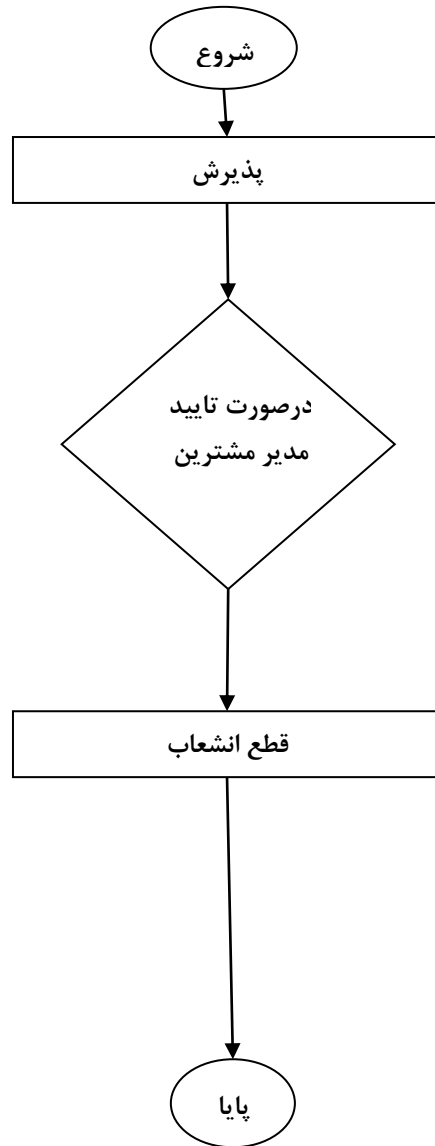 شروع
پذیرش
درصورت تایید
مدیر مشترین
قطع انشعاب
پایا